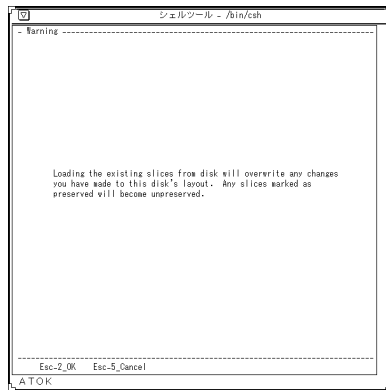 シェルツール - /bin/csh
- Warning --------------------------------------------------------------------
Loading the existing slices from disk will overwrite any changes
you have made to this disk's layout. Any slices marked as
preserved will become unpreserved.
--------------------------------------------------------------------------------
Esc-2_OK Esc-5_Cancel
ATOK